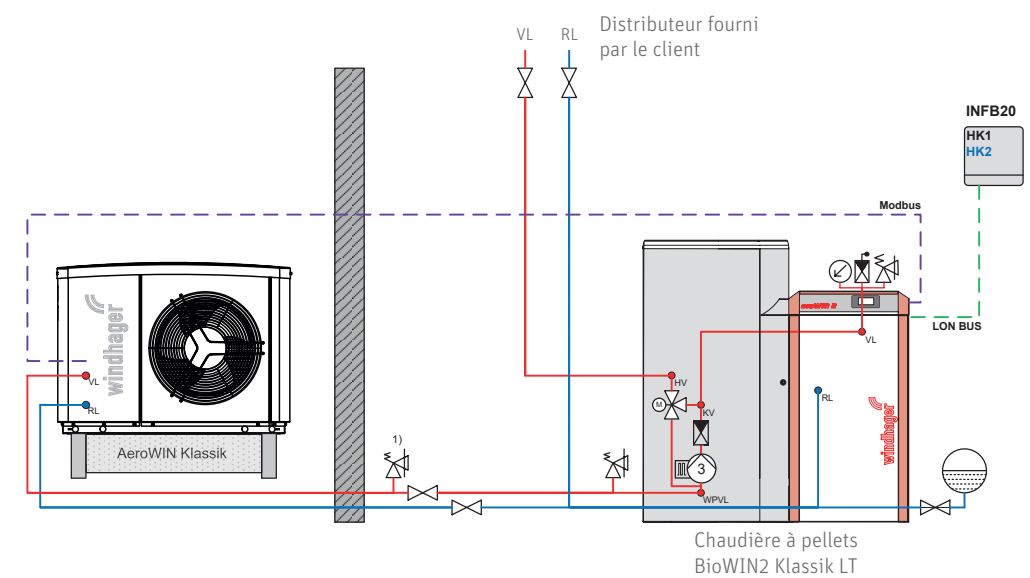 VL RL
Distributeur fourni
par le client
INFB20
HK1
HK2
Modbus
LON BUS
windhager
VL
RL
AeroWIN Klassik
1)
HV
M
KV
3
WPVL
VL
RL
windhager
Chaudière à pellets
BioWIN2 Klassik LT